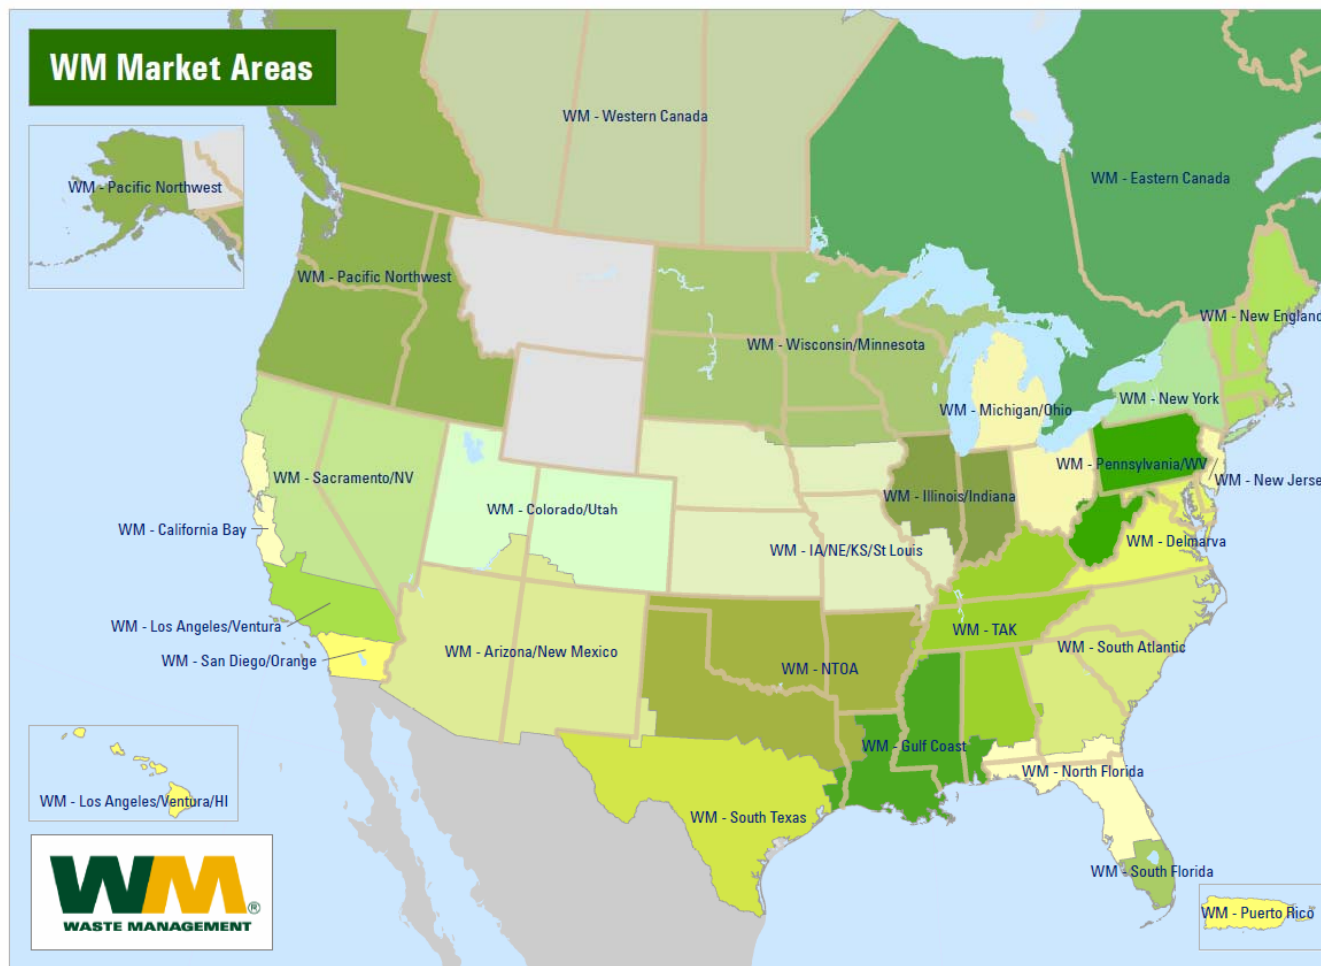 WM Market Areas
WM - Western Canada
WM - Pacific Northwest
WM - Eastern Canada
WM - Pacific Northwest
WM - New England
WM - Wisconsin/Minnesota
WM - New York
WM - Michigan/Ohio
WM - Pennsylvania/WV
WM - Sacramento/NV
WM - New Jerse
WM - Illinois/Indiana
WM - Colorado/Utah
WM - California Bay
WM - Delmarva
WM - IA/NE/KS/St Louis
WM - Los Angeles/Ventura
WM - TAK
WM - San Diego/Orange
WM - Arizona/New Mexico
WM - South Atlantic
WM - NTOA
WM - Gulf Coast
WM - North Florida
WM - Los Angeles/Ventura/HI
WM - South Texas
WM - South Florida
WM - Puerto Rico
WM®
WASTE MANAGEMENT